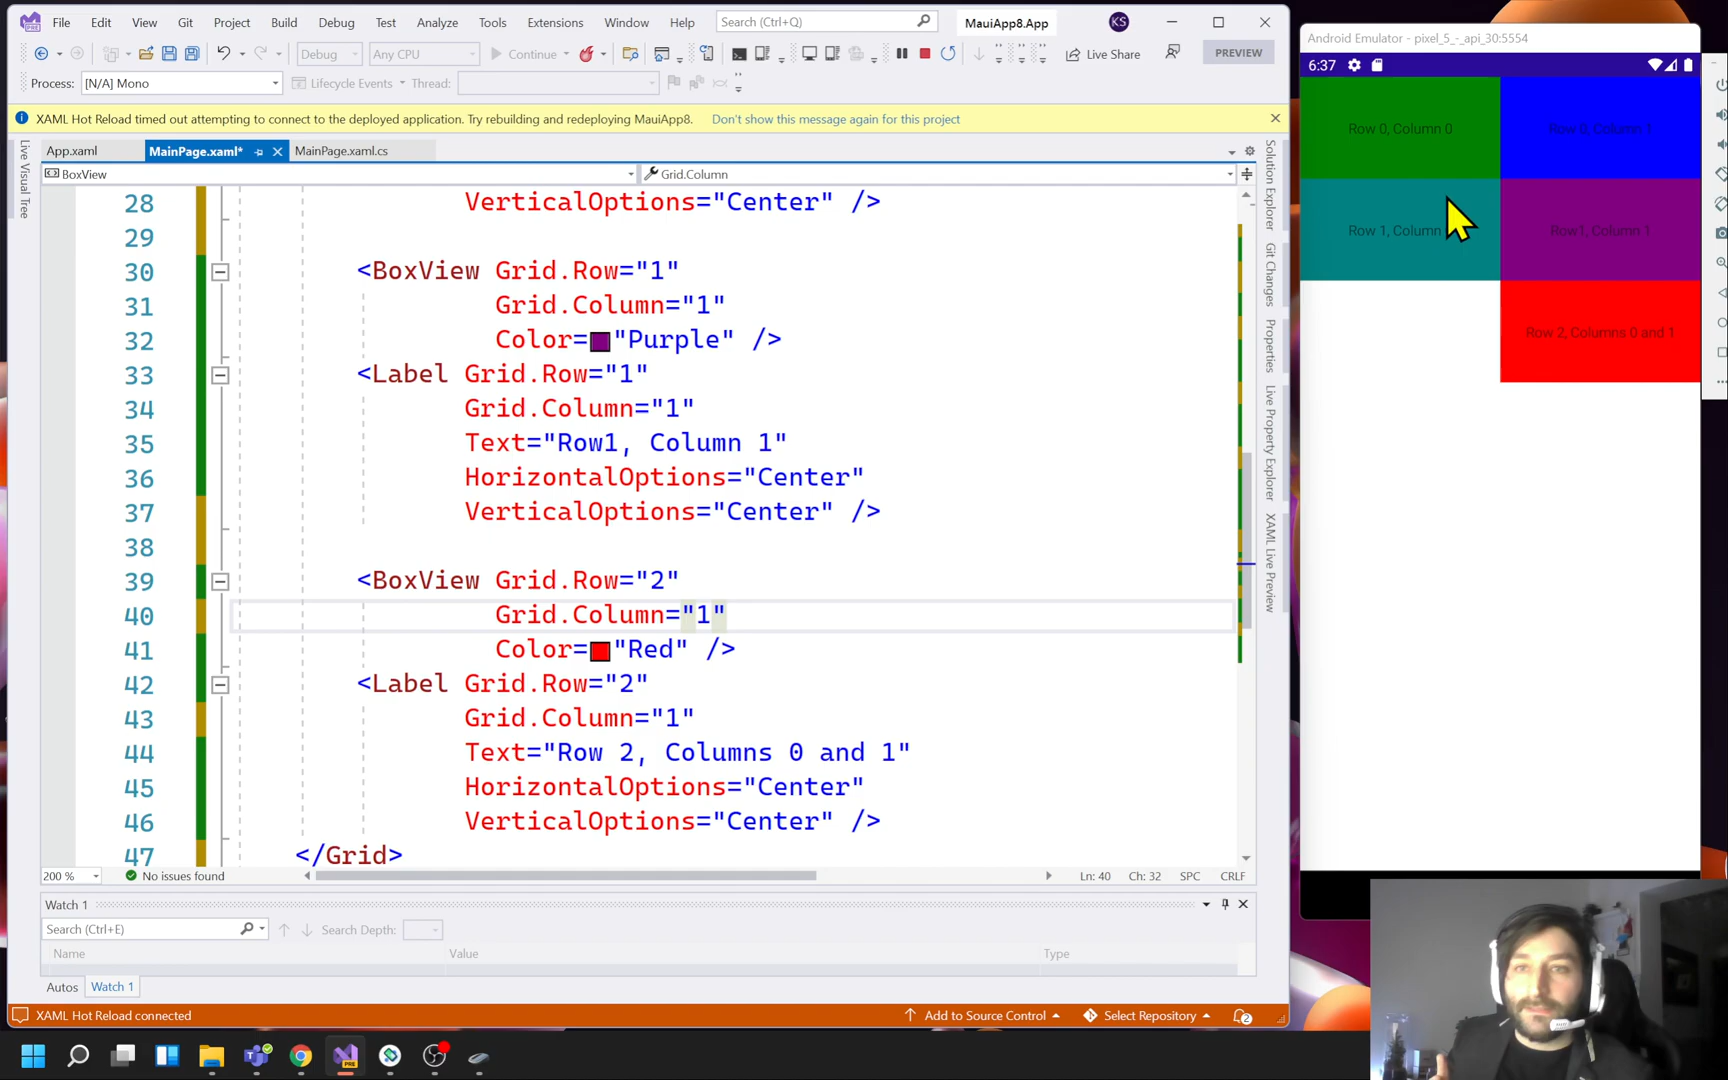 File Edit View Git Project Build Debug Test Analyze Tools Extensions Window Help Search (Ctrl+Q) MauiApp8.App KS
Debug Any CPU Continue Live Share PREVIEW
Process: [N/A] Mono Lifecycle Events Thread:
XAML Hot Reload timed out attempting to connect to the deployed application. Try rebuilding and redeploying MauiApp8. Don't show this message again for this project
App.xaml MainPage.xaml* MainPage.xaml.cs
BoxView Grid.Column
28 VerticalOptions="Center" />
29
30 <BoxView Grid.Row="1"
31 Grid.Column="1"
32 Color="Purple" />
33 <Label Grid.Row="1"
34 Grid.Column="1"
35 Text="Row1, Column 1"
36 HorizontalOptions="Center"
37 VerticalOptions="Center" />
38
39 <BoxView Grid.Row="2"
40 Grid.Column="1"
41 Color="Red" />
42 <Label Grid.Row="2"
43 Grid.Column="1"
44 Text="Row 2, Columns 0 and 1"
45 HorizontalOptions="Center"
46 VerticalOptions="Center" />
47 </Grid>
200 % No issues found Ln: 40 Ch: 32 SPC CRLF
Watch 1
Search (Ctrl+E) Search Depth:
Name Value Type
Autos Watch 1
XAML Hot Reload connected Add to Source Control Select Repository 2
Live Visual Tree
Solution Explorer
Git Changes
Properties
Live Property Explorer
XAML Live Preview
Android Emulator - pixel_5_-_api_30:5554
6:37
Row 0, Column 0 Row 0, Column 1
Row 1, Column Row1, Column 1
Row 2, Columns 0 and 1